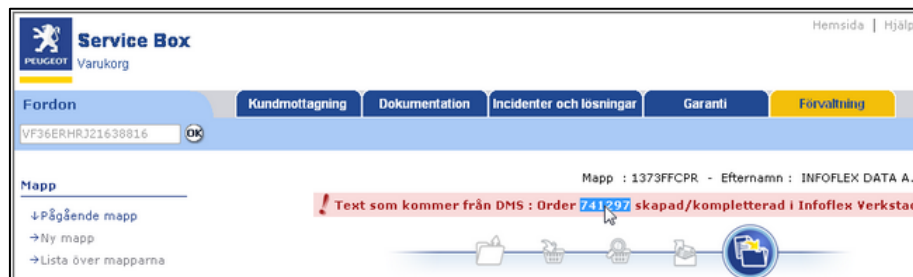 Hemsida | Hjälp
PEUGEOT
Service Box
Varukorg
Fordon
Kundmottagning
Dokumentation
Incidenter och lösningar
Garanti
Förvaltning
VF36ERHRJ21638816
OK
Mapp : 1373FFCPR - Efternamn : INFOFLEX DATA A.
Mapp
! Text som kommer från DMS : Order 741297 skapad/kompletterad i Infoflex Verkstad
↓Pågående mapp
→Ny mapp
→Lista över mapparna